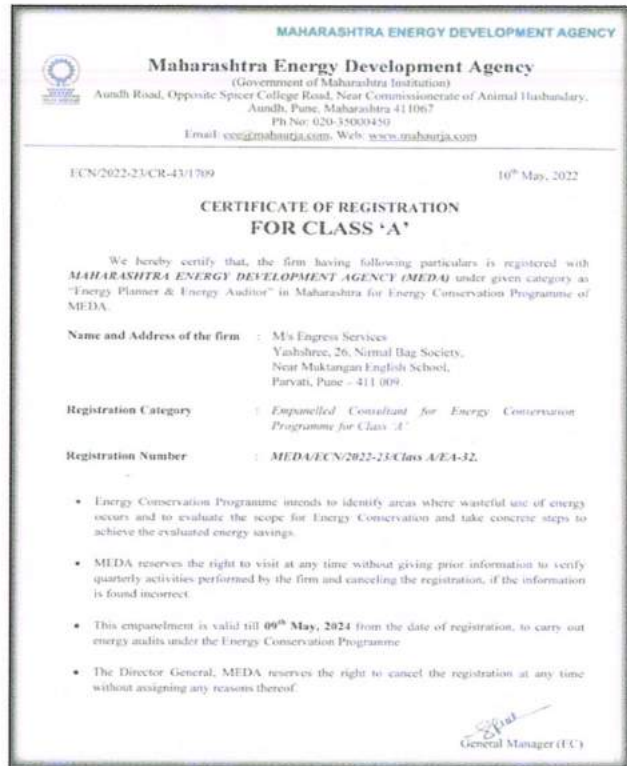 MAHARASHTRA ENERGY DEVELOPMENT AGENCY
Maharashtra Energy Development Agency
(Government of Maharashtra Institution)
Aundh Road, Opposite Spicer College Road, Near Commissionerate of Animal Husbandary,
Aundh, Pune, Maharashtra 411067
Ph No: 020-35000450
Email: eee@mahaurja.com, Web: www.mahaurja.com
ECN/2022-23/CR-43/1709 10th May, 2022
CERTIFICATE OF REGISTRATION
FOR CLASS 'A'
We hereby certify that, the firm having following particulars is registered with
MAHARASHTRA ENERGY DEVELOPMENT AGENCY (MEDA) under given category as
"Energy Planner & Energy Auditor" in Maharashtra for Energy Conservation Programme of
MEDA.
Name and Address of the firm : M/s Engress Services
Yashshree, 26, Nirmal Bag Society,
Near Muktangan English School,
Parvati, Pune – 411 009.
Registration Category : Empanelled Consultant for Energy Conservation
Programme for Class 'A'
Registration Number : MEDA/ECN/2022-23/Class A/EA-32.
• Energy Conservation Programme intends to identify areas where wasteful use of energy
occurs and to evaluate the scope for Energy Conservation and take concrete steps to
achieve the evaluated energy savings.
• MEDA reserves the right to visit at any time without giving prior information to verify
quarterly activities performed by the firm and canceling the registration, if the information
is found incorrect.
• This empanelment is valid till 09th May, 2024 from the date of registration, to carry out
energy audits under the Energy Conservation Programme
• The Director General, MEDA reserves the right to cancel the registration at any time
without assigning any reasons thereof.
General Manager (EC)